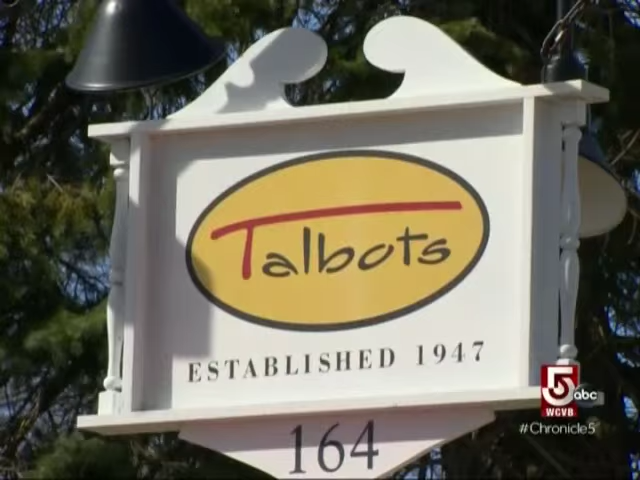 Talbots
ESTABLISHED 1947
164
5 abc
WCVB
#Chronicle5